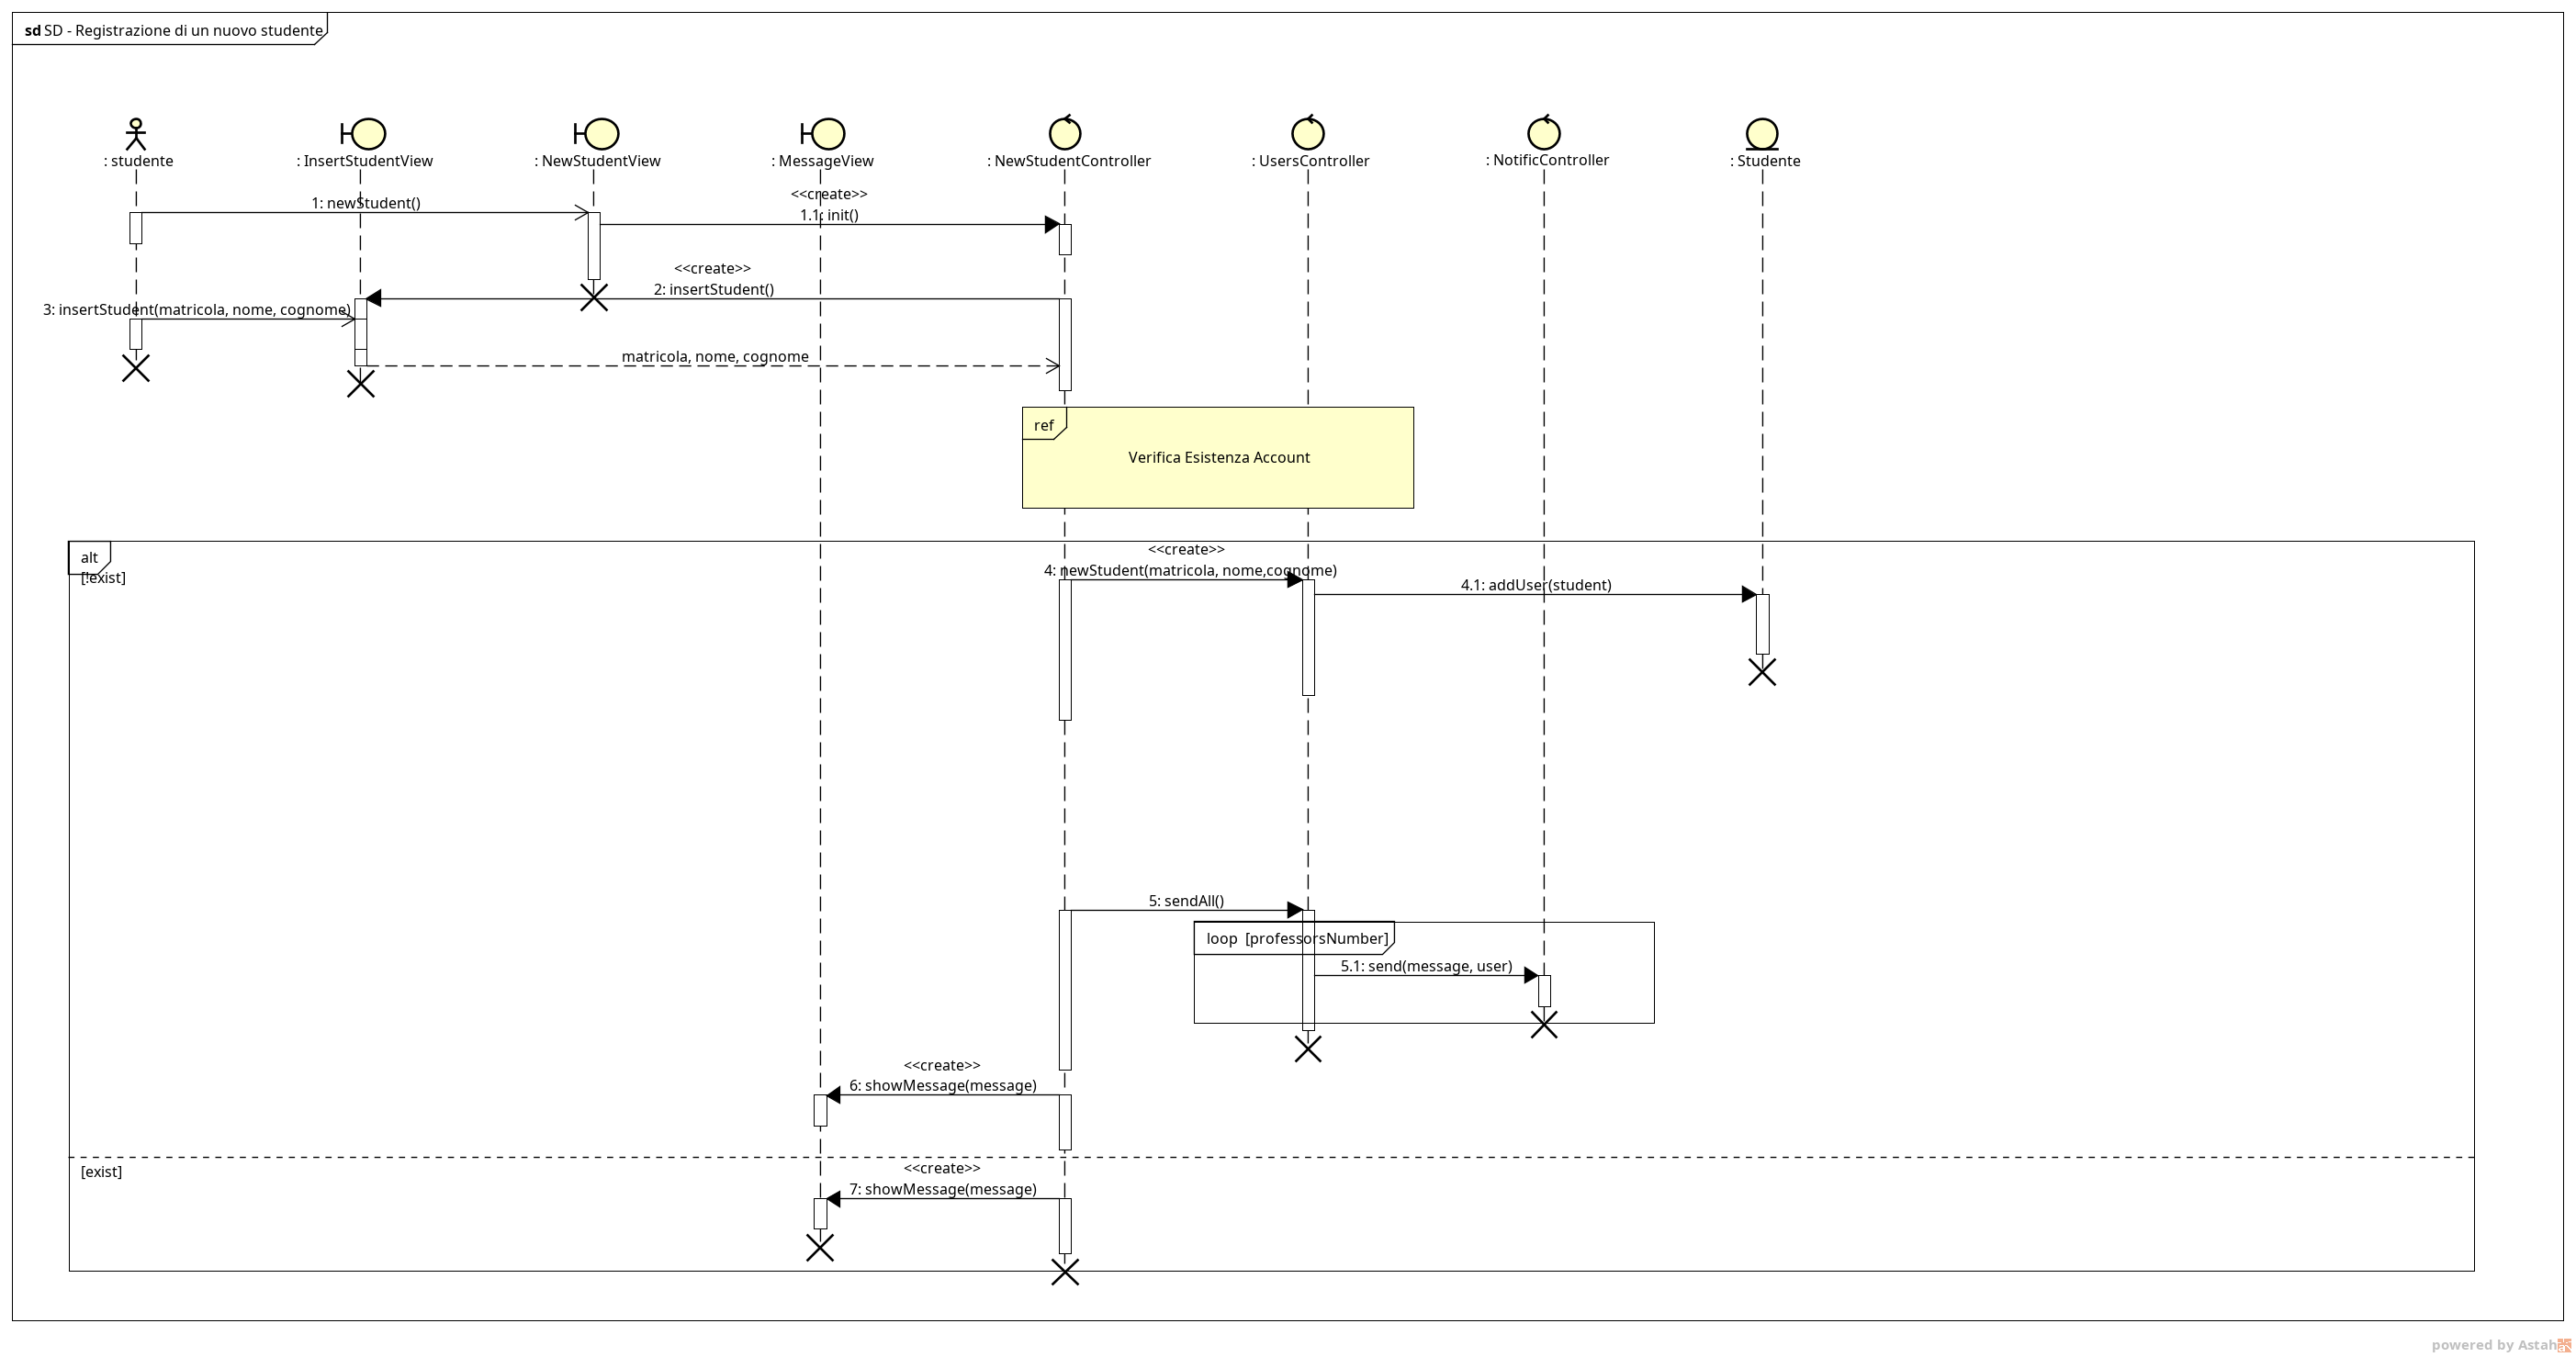 sd SD - Registrazione di un nuovo studente
: studente
: InsertStudentView
: NewStudentView
: MessageView
: NewStudentController
: UsersController
: NotificController
: Studente
1: newStudent()
<<create>>
1.1: init()
<<create>>
2: insertStudent()
3: insertStudent(matricola, nome, cognome)
matricola, nome, cognome
ref
Verifica Esistenza Account
alt
[!exist]
<<create>>
4: newStudent(matricola, nome,cognome)
4.1: addUser(student)
5: sendAll()
loop [professorsNumber]
5.1: send(message, user)
<<create>>
6: showMessage(message)
[exist]
<<create>>
7: showMessage(message)
powered by Astah